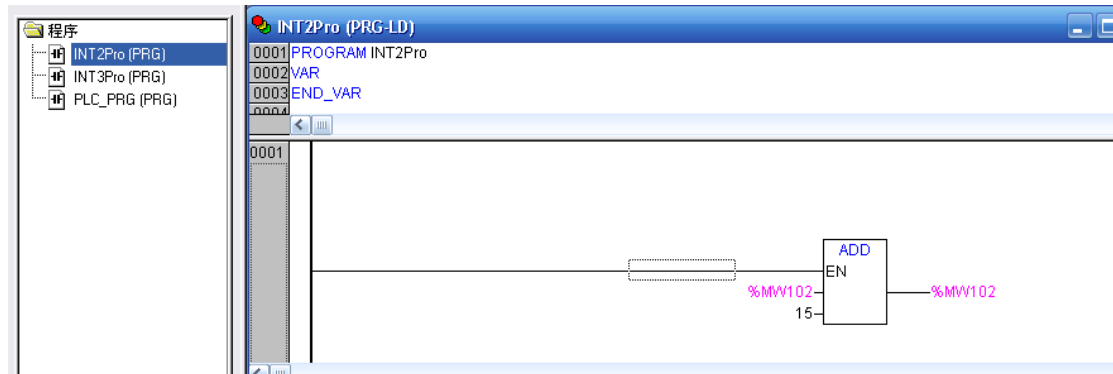 程序
INT2Pro (PRG)
INT3Pro (PRG)
PLC_PRG (PRG)
INT2Pro (PRG-LD)
0001 PROGRAM INT2Pro
0002 VAR
0003 END_VAR
0004
0001
ADD
EN
%MW102
%MW102
15